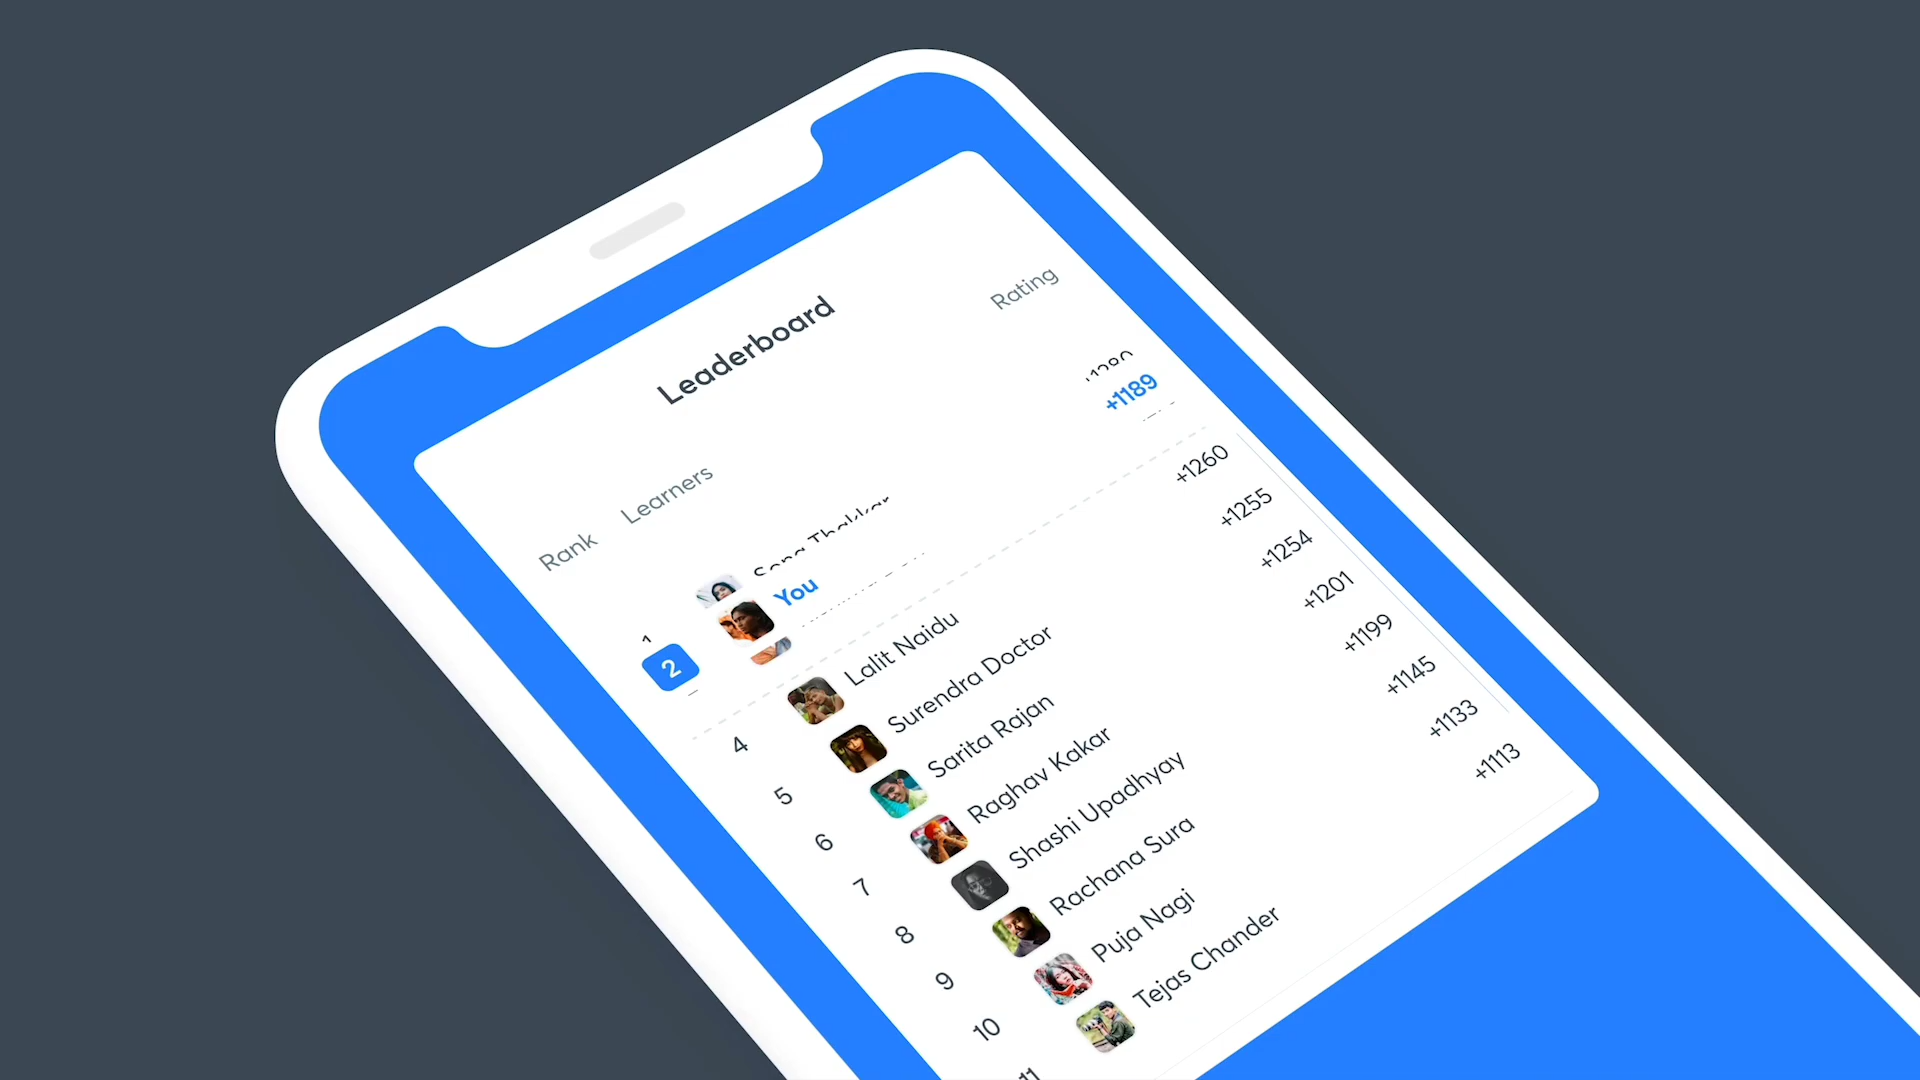 Leaderboard
Rank Learners Rating
1
2 You +1189
4 Lalit Naidu +1260
5 Surendra Doctor +1255
6 Sarita Rajan +1254
7 Raghav Kakar +1201
8 Shashi Upadhyay +1199
9 Rachana Sura +1145
10 Puja Nagi +1133
11 Tejas Chander +1113